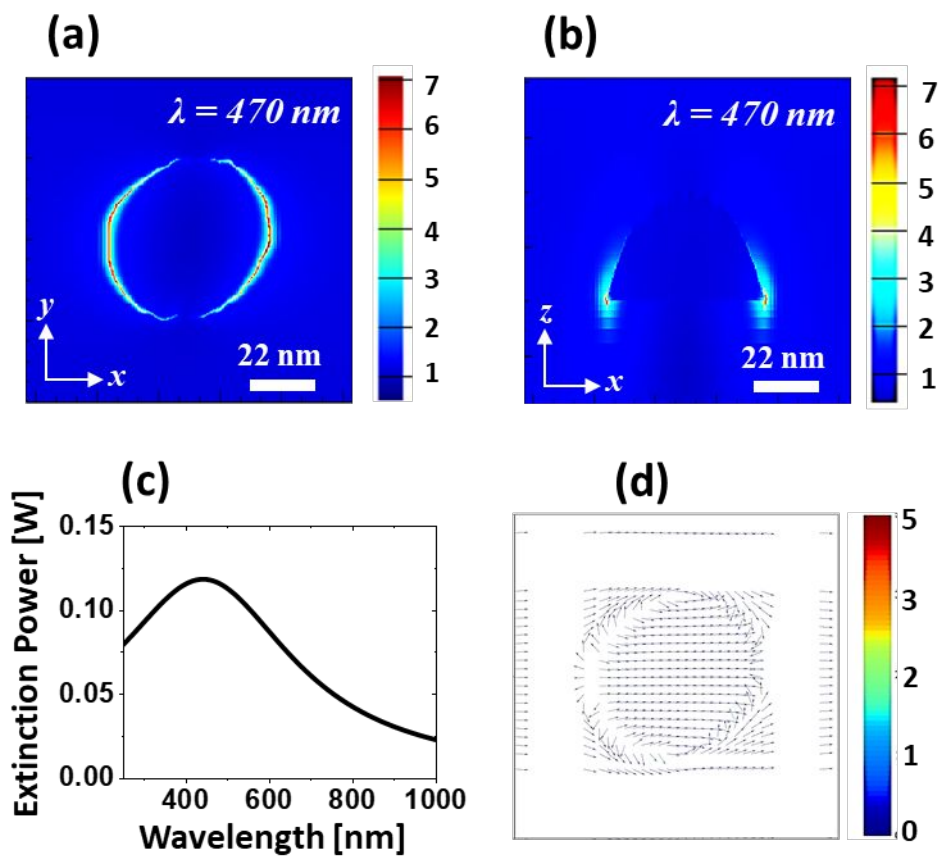 (a)
(b)
λ = 470 nm
7
6
5
4
3
2
1
y
x
22 nm
λ = 470 nm
7
6
5
4
3
2
1
z
x
22 nm
(c)
(d)
Extinction Power [W]
0.15
0.10
0.05
0.00
400
600
800
1000
Wavelength [nm]
5
3
2
1
0